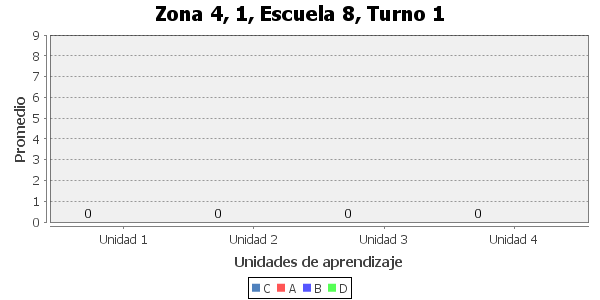 Zona 4, 1, Escuela 8, Turno 1
Promedio
9
8
7
6
5
4
3
2
1
0
0 0 0 0
Unidad 1 Unidad 2 Unidad 3 Unidad 4
Unidades de aprendizaje
C A B D